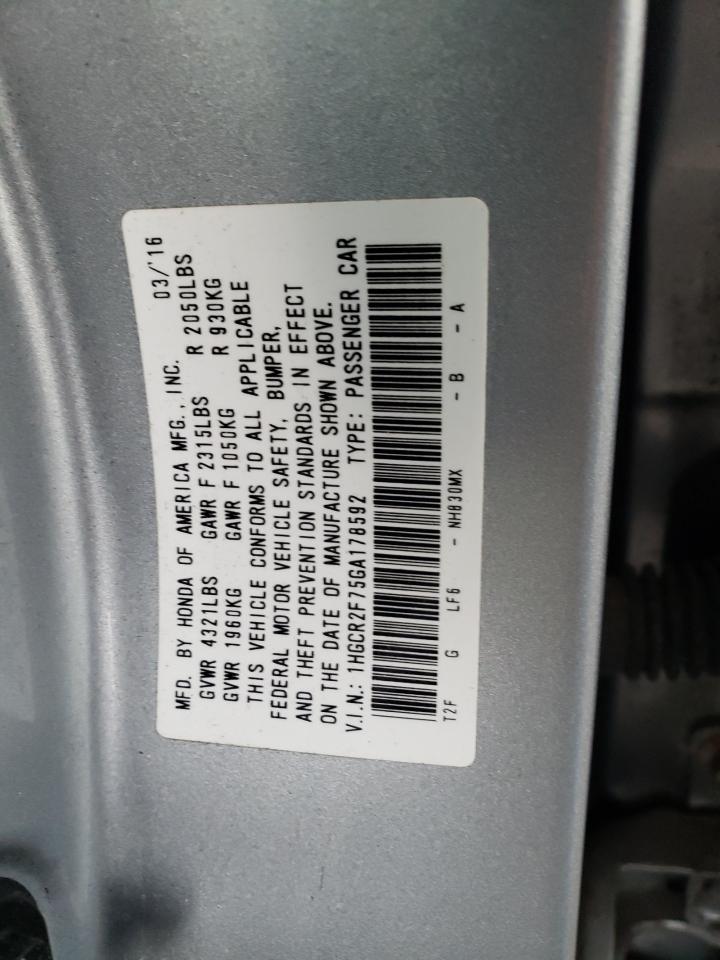 MFD. BY HONDA OF AMERICA MFG., INC. 03/'16
GVWR 4321LBS GAWR F 2315LBS R 2050LBS
GVWR 1960KG GAWR F 1050KG R 930KG
THIS VEHICLE CONFORMS TO ALL APPLICABLE
FEDERAL MOTOR VEHICLE SAFETY, BUMPER,
AND THEFT PREVENTION STANDARDS IN EFFECT
ON THE DATE OF MANUFACTURE SHOWN ABOVE.
V.I.N.: 1HGCR2F75GA178592 TYPE: PASSENGER CAR
T2F G LF6 - NH830MX - B - A